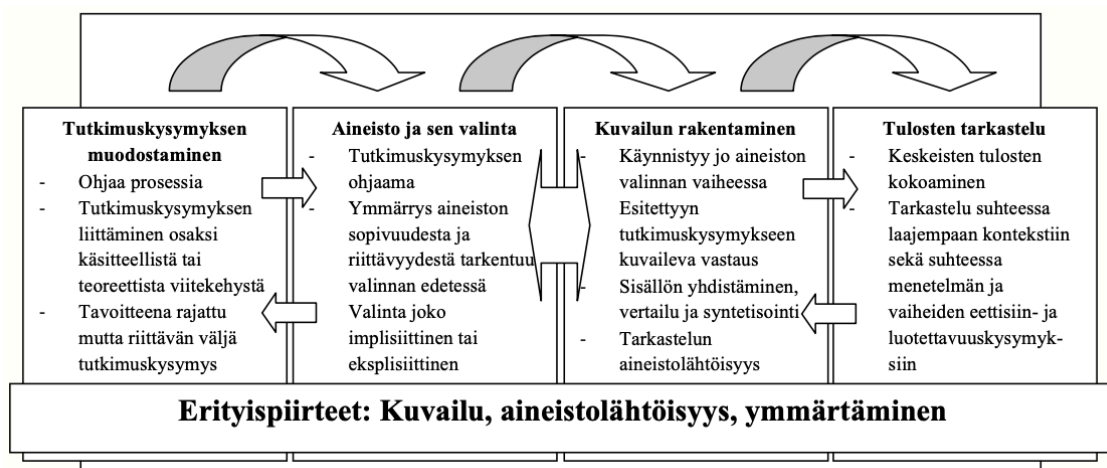 Tutkimuskysymyksen
muodostaminen
- Ohjaa prosessia
- Tutkimuskysymyksen
liittäminen osaksi
käsitteellistä tai
teoreettista viitekehystä
- Tavoitteena rajattu
mutta riittävän väljä
tutkimuskysymys
Aineisto ja sen valinta
- Tutkimuskysymyksen
ohjaama
- Ymmärrys aineiston
sopivuudesta ja
riittävyydestä tarkentuu
valinnan edetessä
- Valinta joko
implisiittinen tai
eksplisiittinen
Kuvailun rakentaminen
- Käynnistyy jo aineiston
valinnan vaiheessa
- Esitettyyn
tutkimuskysymykseen
kuvaileva vastaus
- Sisällön yhdistäminen,
vertailu ja syntetisointi
- Tarkastelun
aineistolähtöisyys
Tulosten tarkastelu
- Keskeisten tulosten
kokoaminen
- Tarkastelu suhteessa
laajempaan kontekstiin
sekä suhteessa
menetelmän ja
vaiheiden eettisiin- ja
luotettavuuskysymyk-
siin
Erityispiirteet: Kuvailu, aineistolähtöisyys, ymmärtäminen